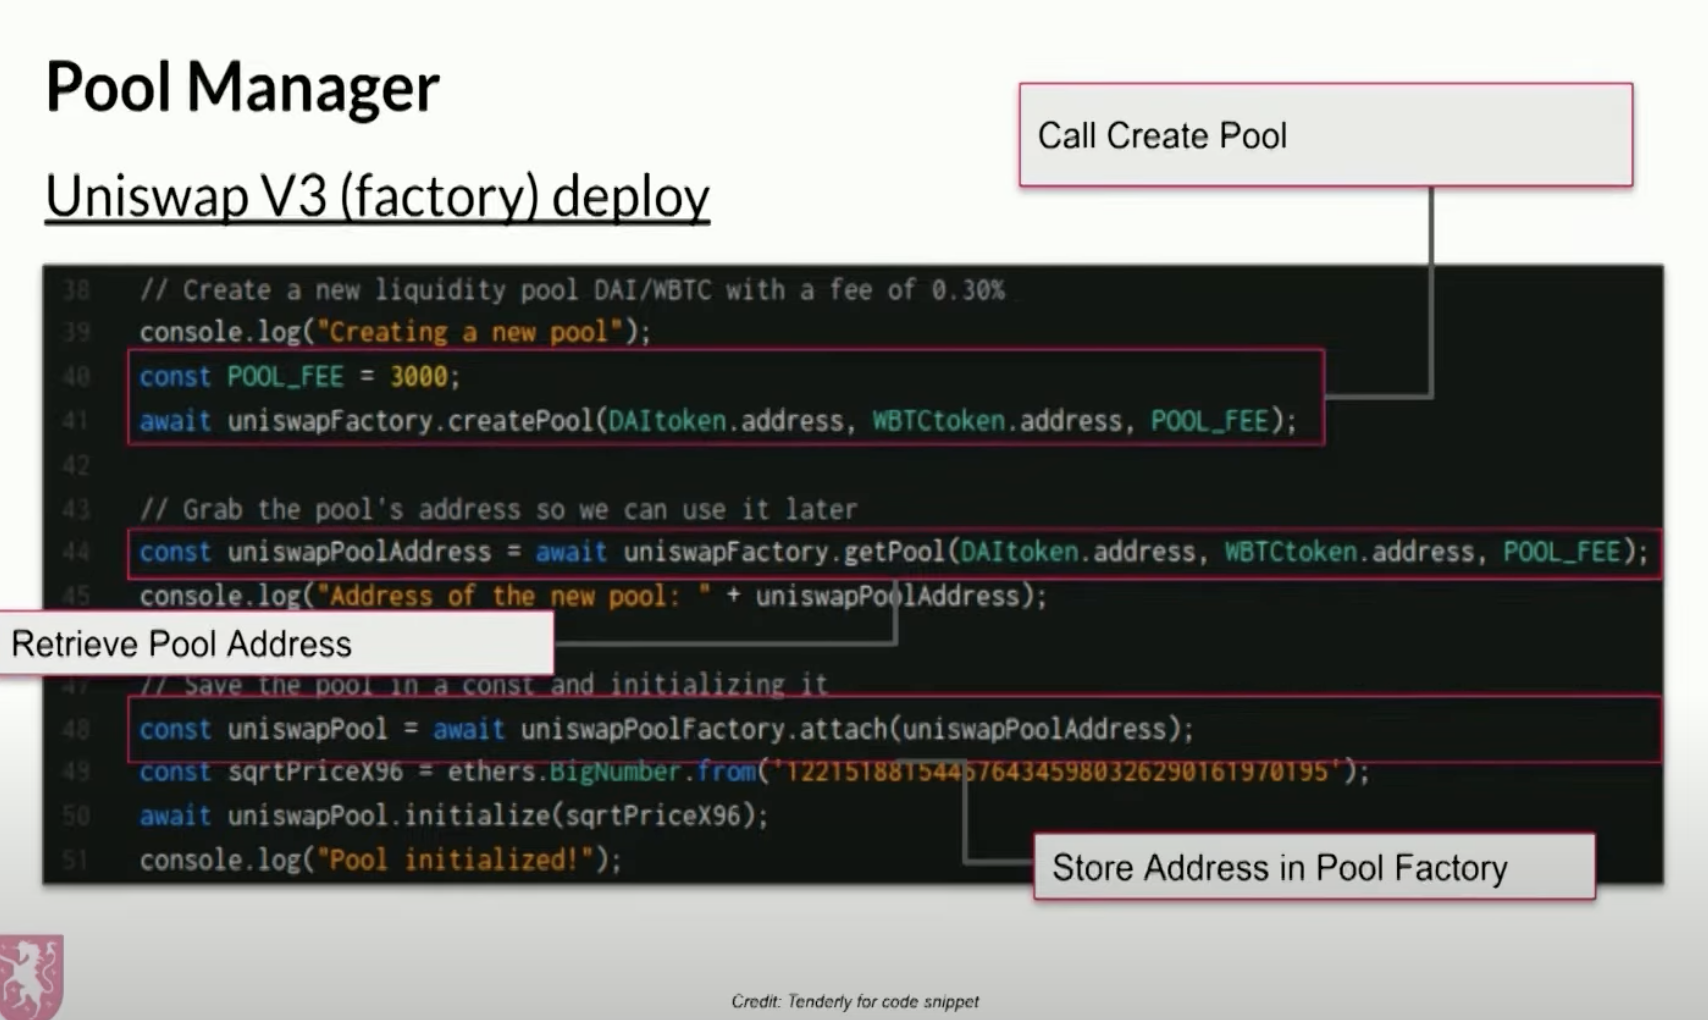 Pool Manager
Call Create Pool
Uniswap V3 (factory) deploy
38 // Create a new liquidity pool DAI/WBTC with a fee of 0.30%
39 console.log("Creating a new pool");
40 const POOL_FEE = 3000;
41 await uniswapFactory.createPool(DAItoken.address, WBTCtoken.address, POOL_FEE);
42
43 // Grab the pool's address so we can use it later
44 const uniswapPoolAddress = await uniswapFactory.getPool(DAItoken.address, WBTCtoken.address, POOL_FEE);
45 console.log("Address of the new pool: " + uniswapPoolAddress);
Retrieve Pool Address
47 // Save the pool in a const and initializing it
48 const uniswapPool = await uniswapPoolFactory.attach(uniswapPoolAddress);
49 const sqrtPriceX96 = ethers.BigNumber.from('');
50 await uniswapPool.initialize(sqrtPriceX96);
51 console.log("Pool initialized!");
Store Address in Pool Factory
Credit: Tenderly for code snippet